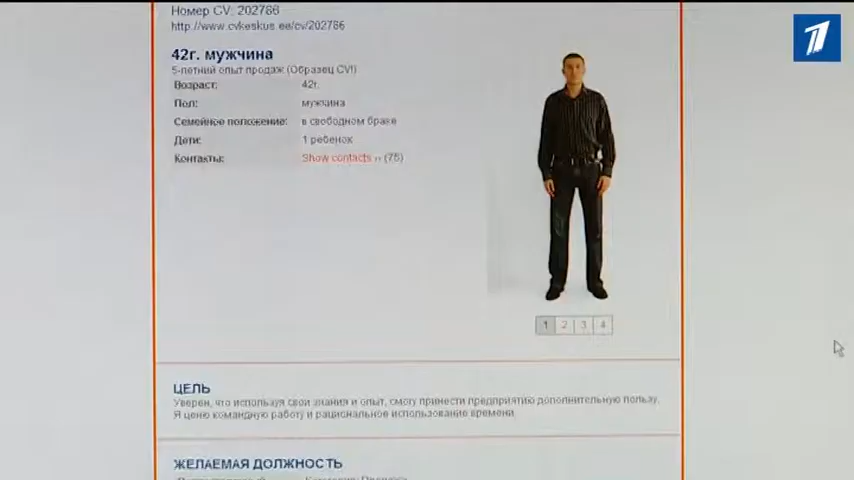 Номер CV: 202786
http://www.cvkeskus.ee/cv/202786
42г. мужчина
5-летний опыт продаж (Образец CV!)
Возраст: 42г.
Пол: мужчина
Семейное положение: в свободном браке
Дети: 1 ребенок
Контакты: Show contacts » (75)
1 2 3 4
ЦЕЛЬ
Уверен, что используя свои знания и опыт, смогу принести предприятию дополнительную пользу.
Я ценю командную работу и рациональное использование времени.
ЖЕЛАЕМАЯ ДОЛЖНОСТЬ
1